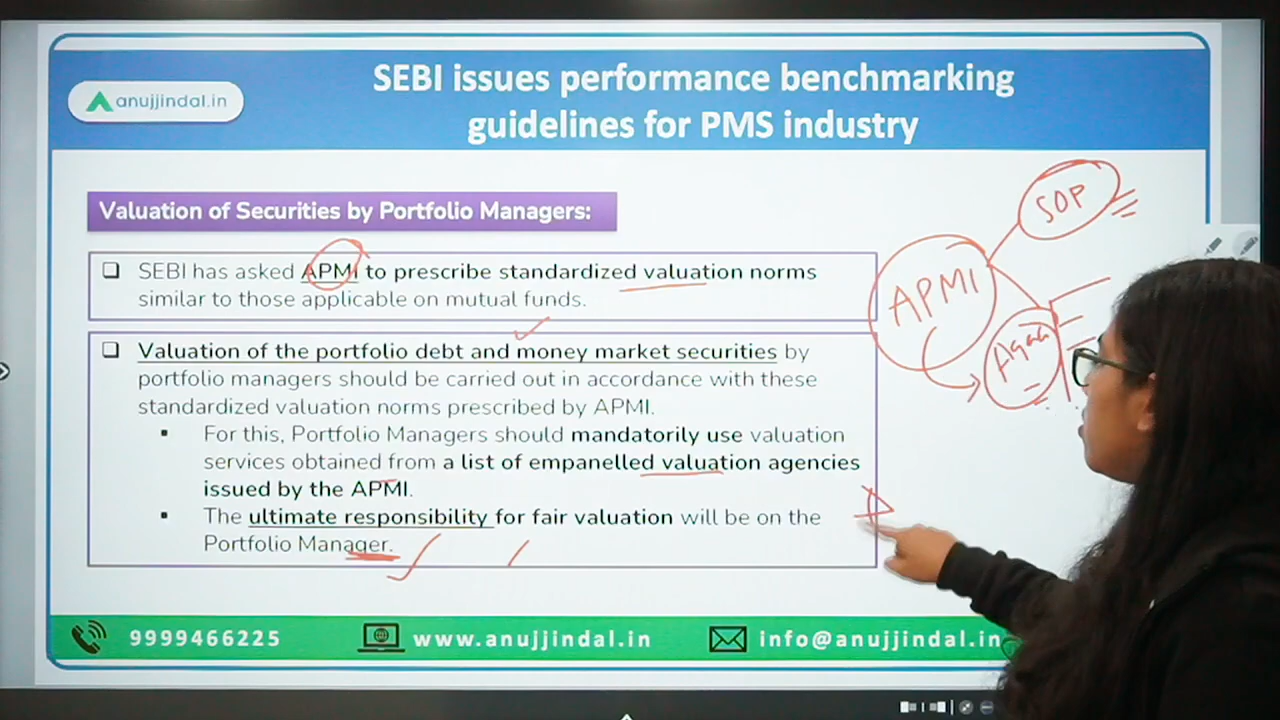 SEBI issues performance benchmarking
guidelines for PMS industry
anujjindal.in
Valuation of Securities by Portfolio Managers:
❑ SEBI has asked APMI to prescribe standardized valuation norms
similar to those applicable on mutual funds.
❑ Valuation of the portfolio debt and money market securities by
portfolio managers should be carried out in accordance with these
standardized valuation norms prescribed by APMI.
▪ For this, Portfolio Managers should mandatorily use valuation
services obtained from a list of empanelled valuation agencies
issued by the APMI.
▪ The ultimate responsibility for fair valuation will be on the
Portfolio Manager.
SOP
APMI
9999466225
www.anujjindal.in
info@anujjindal.in